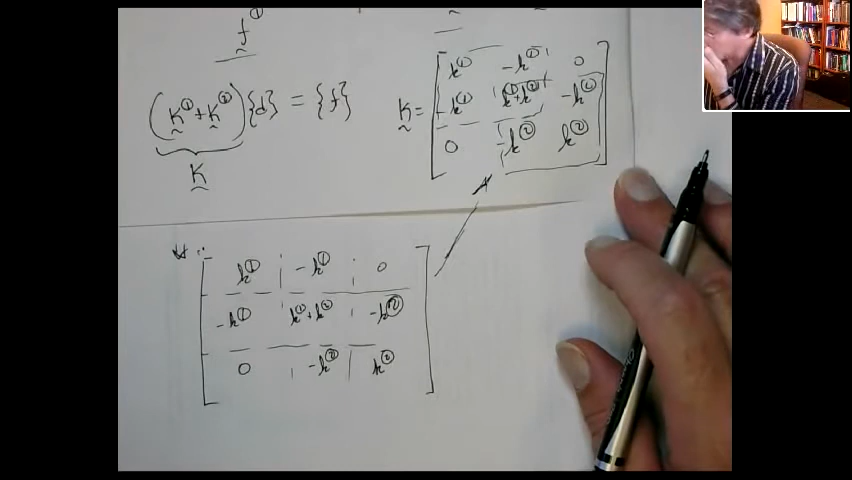 f^①
(k^① + k^②){d} = {f}
K
K = [ k^① -k^① 0
-k^① k^①+k^② -k^②
0 -k^② k^② ]
[ k^① -k^① 0
-k^① k^①+k^② -k^②
0 -k^② k^② ]